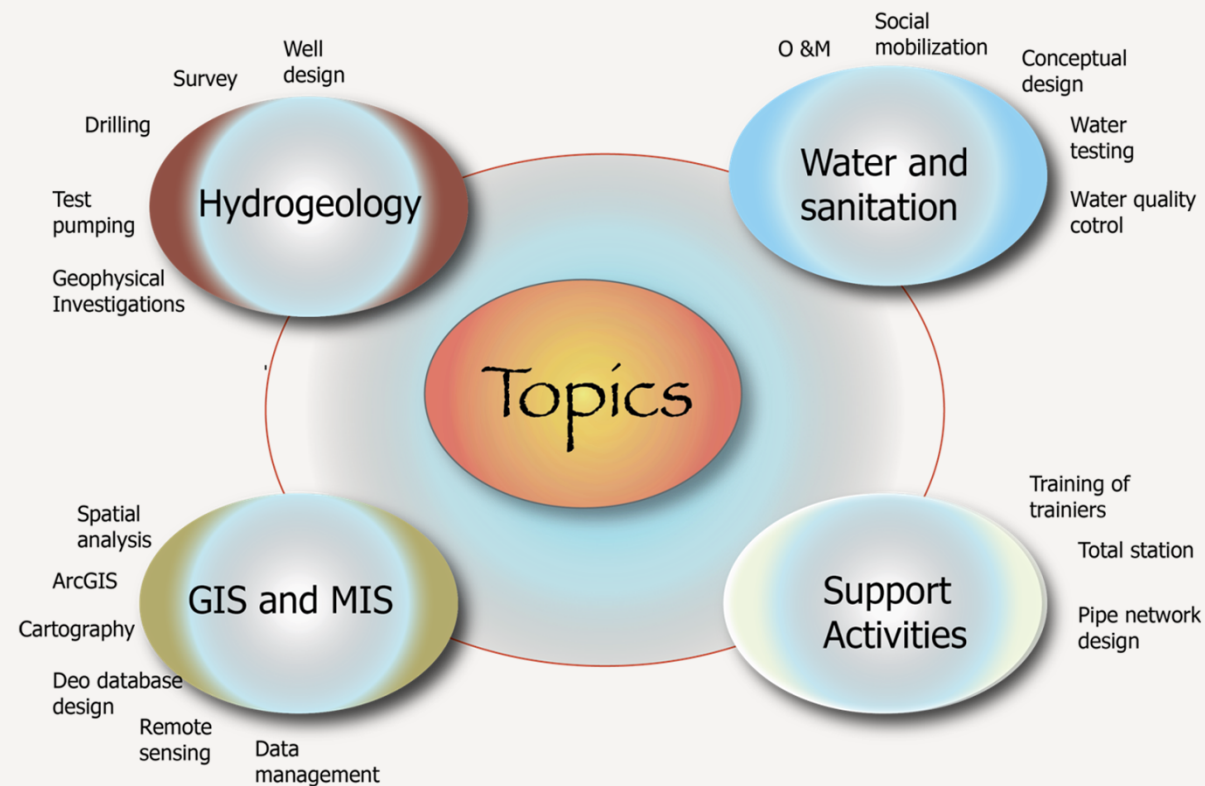 Well
design
Survey
Drilling
Test
pumping
Geophysical
Investigations
Hydrogeology
O &M
Social
mobilization
Conceptual
design
Water
testing
Water quality
cotrol
Water and
sanitation
Topics
Spatial
analysis
ArcGIS
Cartography
Deo database
design
Remote
sensing
Data
management
GIS and MIS
Training of
trainiers
Total station
Pipe network
design
Support
Activities